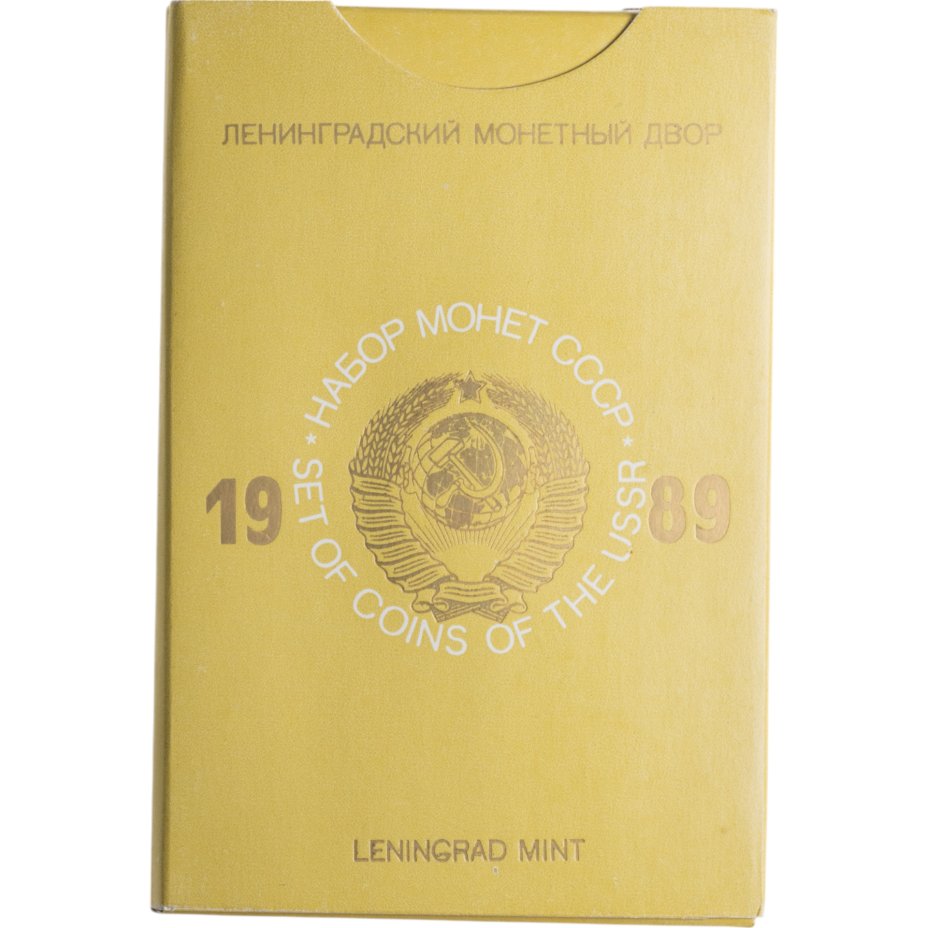 ЛЕНИНГРАДСКИЙ МОНЕТНЫЙ ДВОР
* НАБОР МОНЕТ СССР *
19 89
SET OF COINS OF THE USSR
LENINGRAD MINT